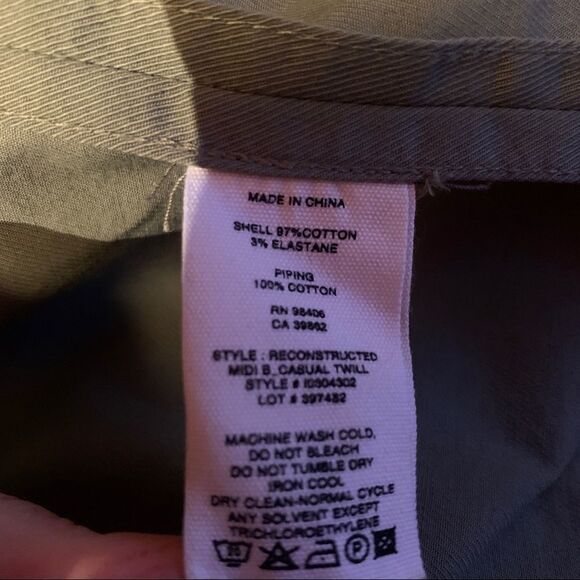 MADE IN CHINA
SHELL 97%COTTON
3% ELASTANE
PIPING
100% COTTON
RN 98406
CA 39862
STYLE : RECONSTRUCTED
MIDI B_CASUAL TWILL
STYLE # I0304302
LOT # 397482
MACHINE WASH COLD,
DO NOT BLEACH
DO NOT TUMBLE DRY
IRON COOL
DRY CLEAN-NORMAL CYCLE
ANY SOLVENT EXCEPT
TRICHLOROETHYLENE
30 P